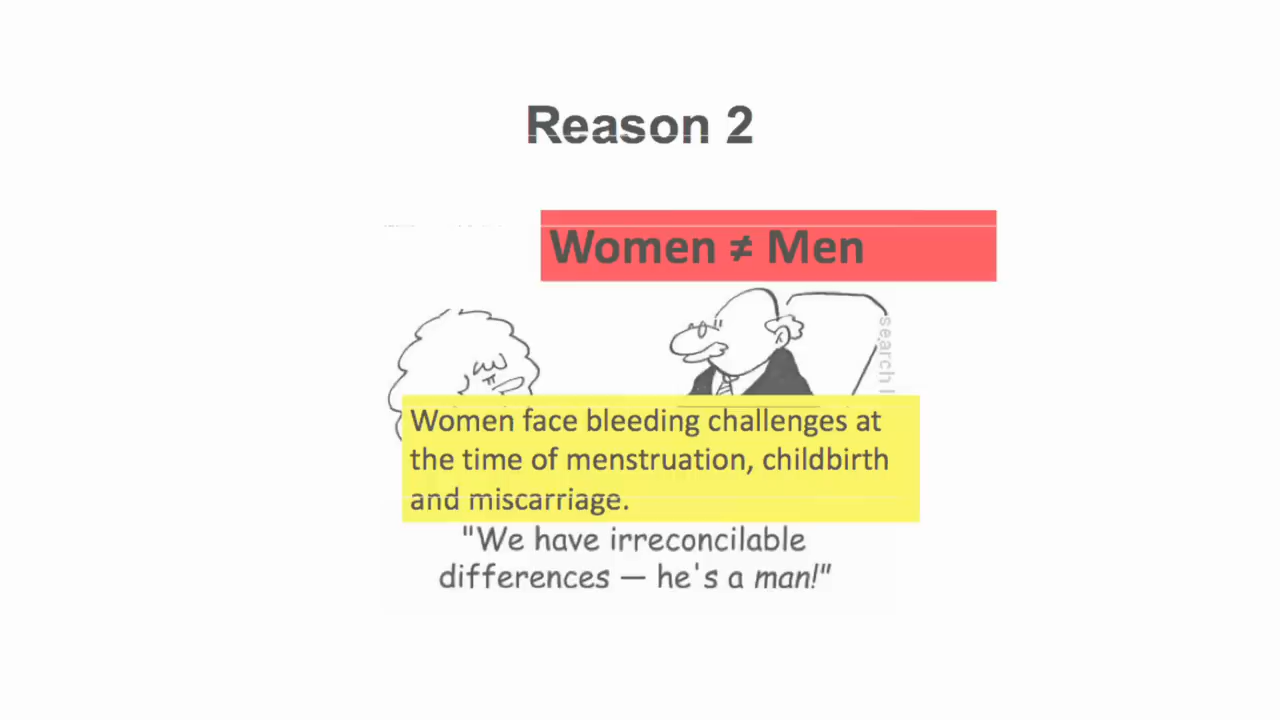 Reason 2
Women ≠ Men
search
Women face bleeding challenges at
the time of menstruation, childbirth
and miscarriage.
"We have irreconcilable
differences — he's a man!"